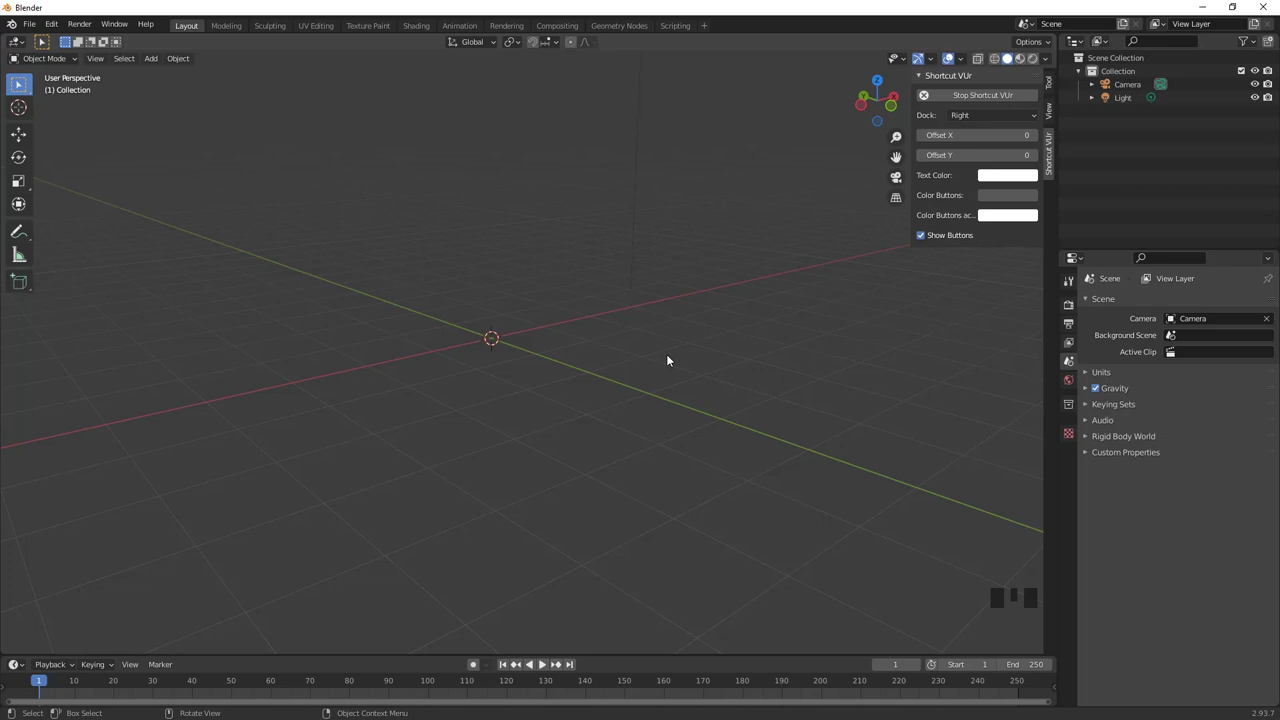 Blender
File Edit Render Window Help Layout Modeling Sculpting UV Editing Texture Paint Shading Animation Rendering Compositing Geometry Nodes Scripting + Scene View Layer
Global Options
Object Mode View Select Add Object
User Perspective
(1) Collection
Z
Y
X
Shortcut VUr
Stop Shortcut VUr
Dock: Right
Offset X 0
Offset Y 0
Text Color:
Color Buttons:
Color Buttons ac..
Show Buttons
Tool
View
Shortcut VUr
Scene Collection
Collection
Camera
Light
Scene View Layer
Scene
Camera Camera
Background Scene
Active Clip
Units
Gravity
Keying Sets
Audio
Rigid Body World
Custom Properties
Playback Keying View Marker 1 Start 1 End 250
1 10 20 30 40 50 60 70 80 90 100 110 120 130 140 150 160 170 180 190 200 210 220 230 240 250
Select Box Select Rotate View Object Context Menu 2.93.7